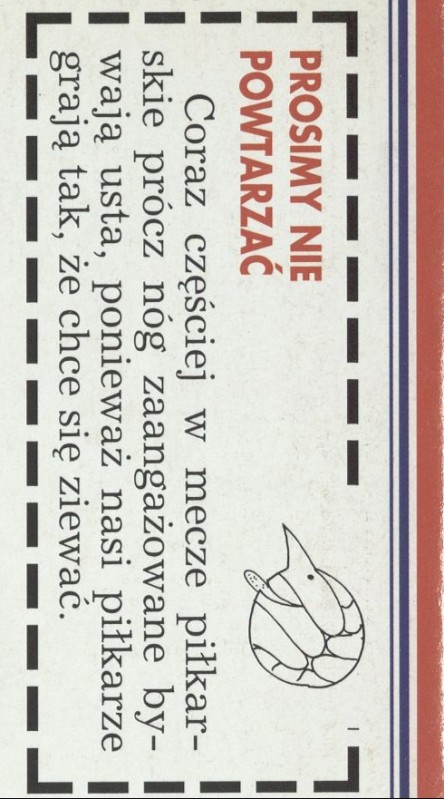 PROSIMY NIE
POWTARZAĆ
Coraz częściej w mecze piłkar-
skie prócz nóg zaangażowane by-
wają usta, ponieważ nasi piłkarze
grają tak, że chce się ziewać.